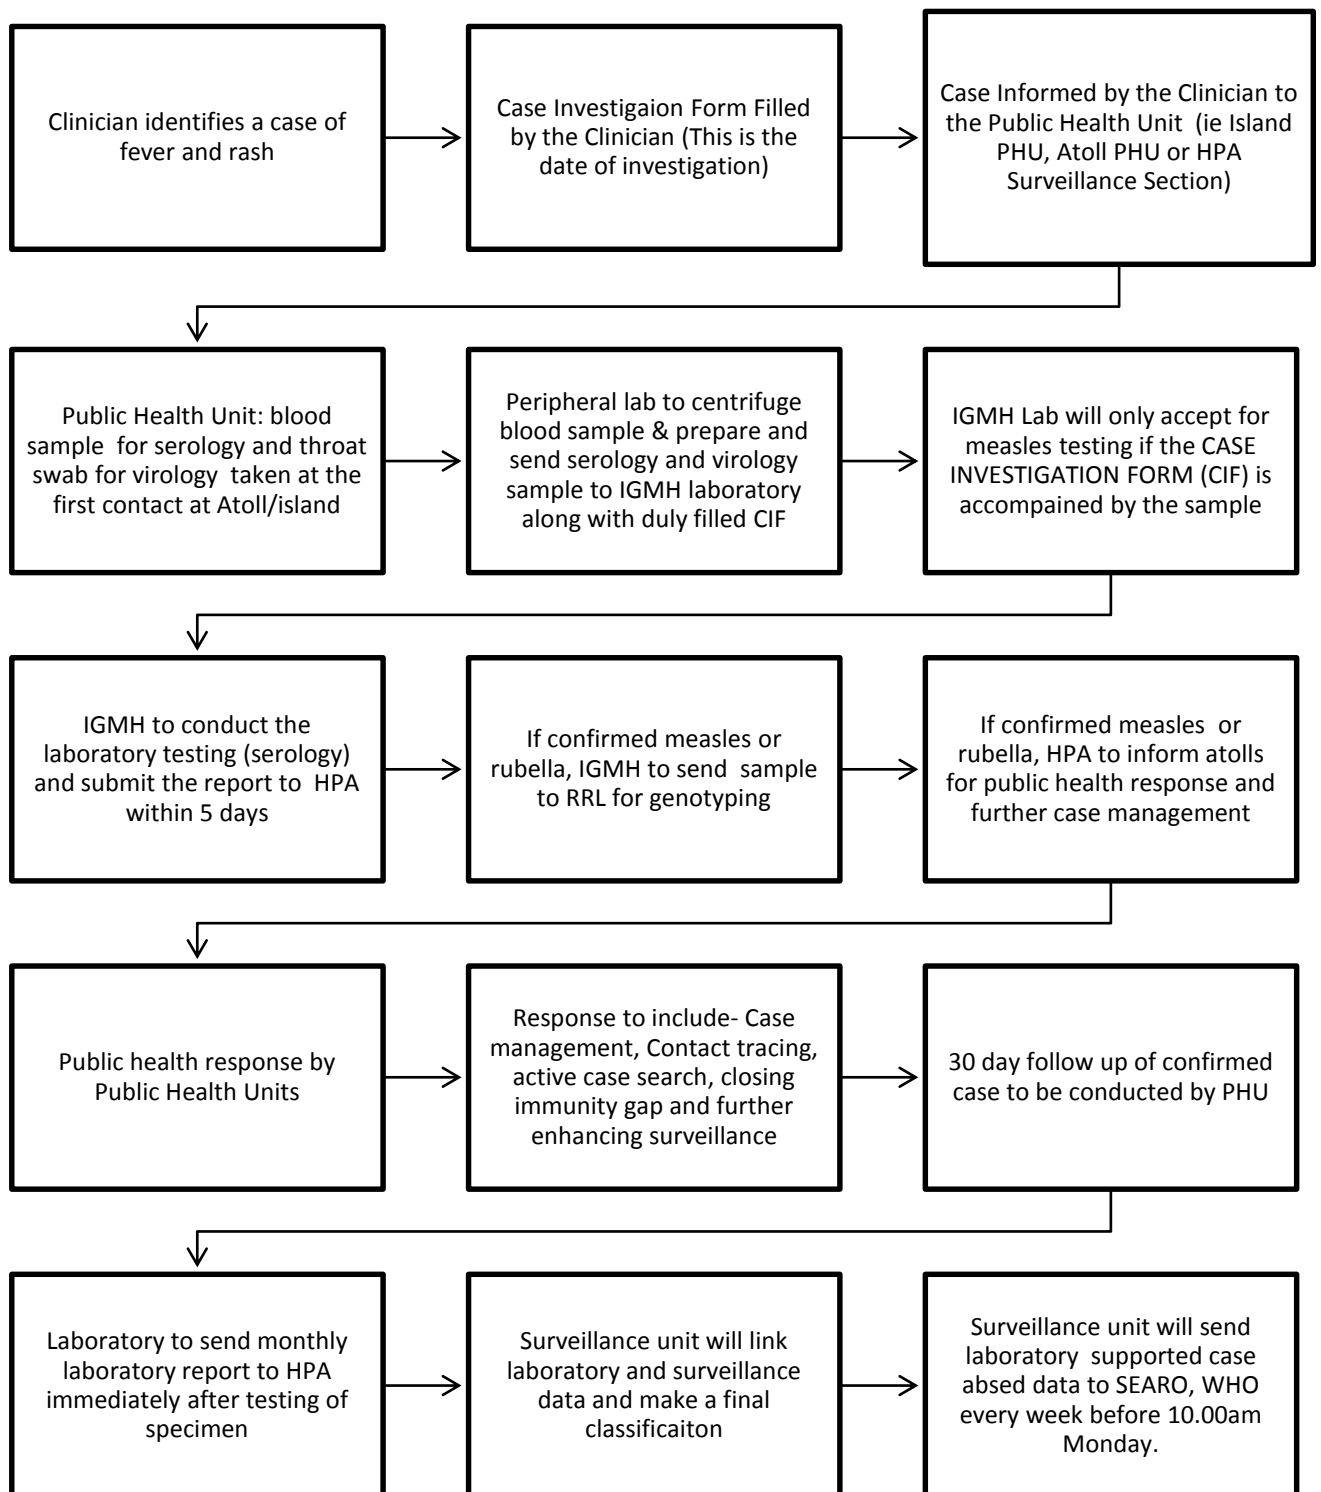 Clinician identifies a case of
fever and rash
Case Investigaion Form Filled
by the Clinician (This is the
date of investigation)
Case Informed by the Clinician to
the Public Health Unit (ie Island
PHU, Atoll PHU or HPA
Surveillance Section)
Public Health Unit: blood
sample for serology and throat
swab for virology taken at the
first contact at Atoll/island
Peripheral lab to centrifuge
blood sample & prepare and
send serology and virology
sample to IGMH laboratory
along with duly filled CIF
IGMH Lab will only accept for
measles testing if the CASE
INVESTIGATION FORM (CIF) is
accompained by the sample
IGMH to conduct the
laboratory testing (serology)
and submit the report to HPA
within 5 days
If confirmed measles or
rubella, IGMH to send sample
to RRL for genotyping
If confirmed measles or
rubella, HPA to inform atolls
for public health response and
further case management
Public health response by
Public Health Units
Response to include- Case
management, Contact tracing,
active case search, closing
immunity gap and further
enhancing surveillance
30 day follow up of confirmed
case to be conducted by PHU
Laboratory to send monthly
laboratory report to HPA
immediately after testing of
specimen
Surveillance unit will link
laboratory and surveillance
data and make a final
classificaiton
Surveillance unit will send
laboratory supported case
absed data to SEARO, WHO
every week before 10.00am
Monday.